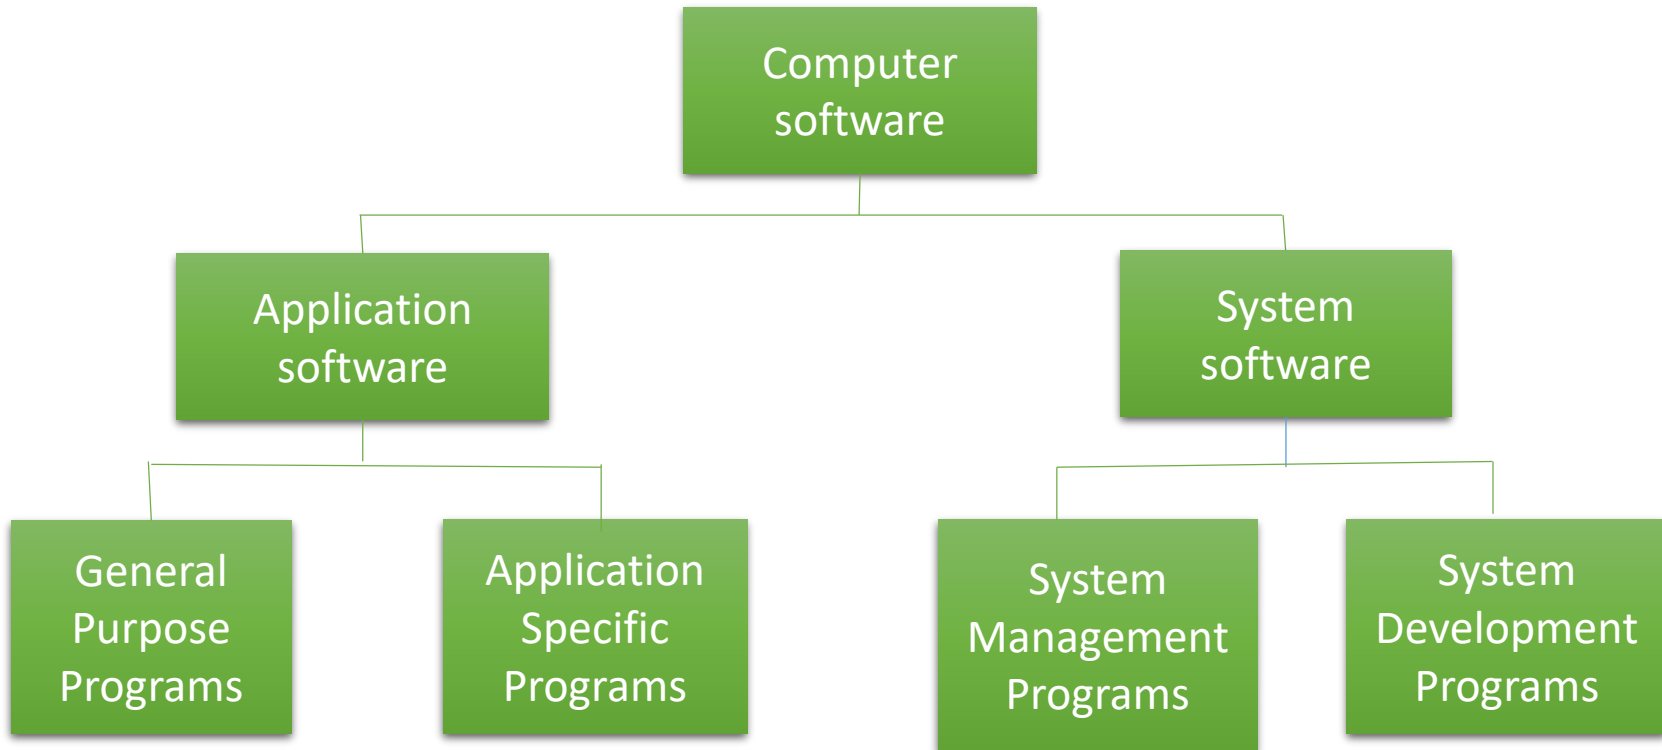 Computer
software
Application
software
System
software
General
Purpose
Programs
Application
Specific
Programs
System
Management
Programs
System
Development
Programs